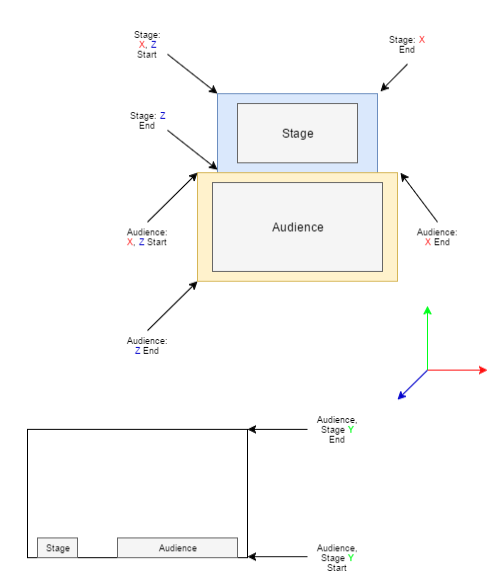 Stage:
X, Z
Start
Stage: X
End
Stage: Z
End
Stage
Audience:
X, Z Start
Audience
Audience:
X End
Audience:
Z End
Audience,
Stage Y
End
Stage
Audience
Audience,
Stage Y
Start